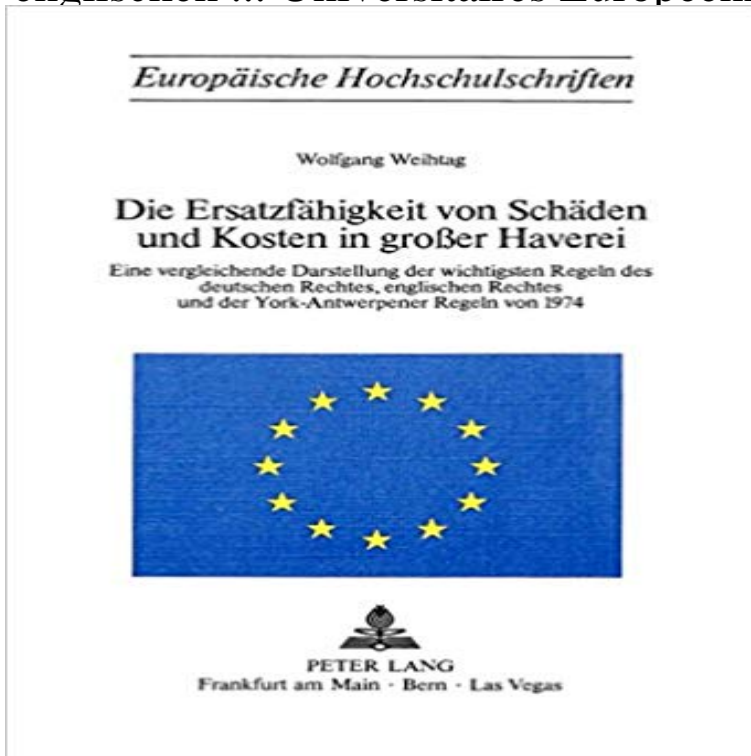 Europäische Hochschulschriften
Wolfgang Weihtag
Die Ersatzfähigkeit von Schäden
und Kosten in großer Haverei
Eine vergleichende Darstellung der wichtigsten Regeln des
deutschen Rechtes, englischen Rechtes
und der York-Antwerpener Regeln von 1974
PETER LANG
Frankfurt am Main · Bern · Las Vegas